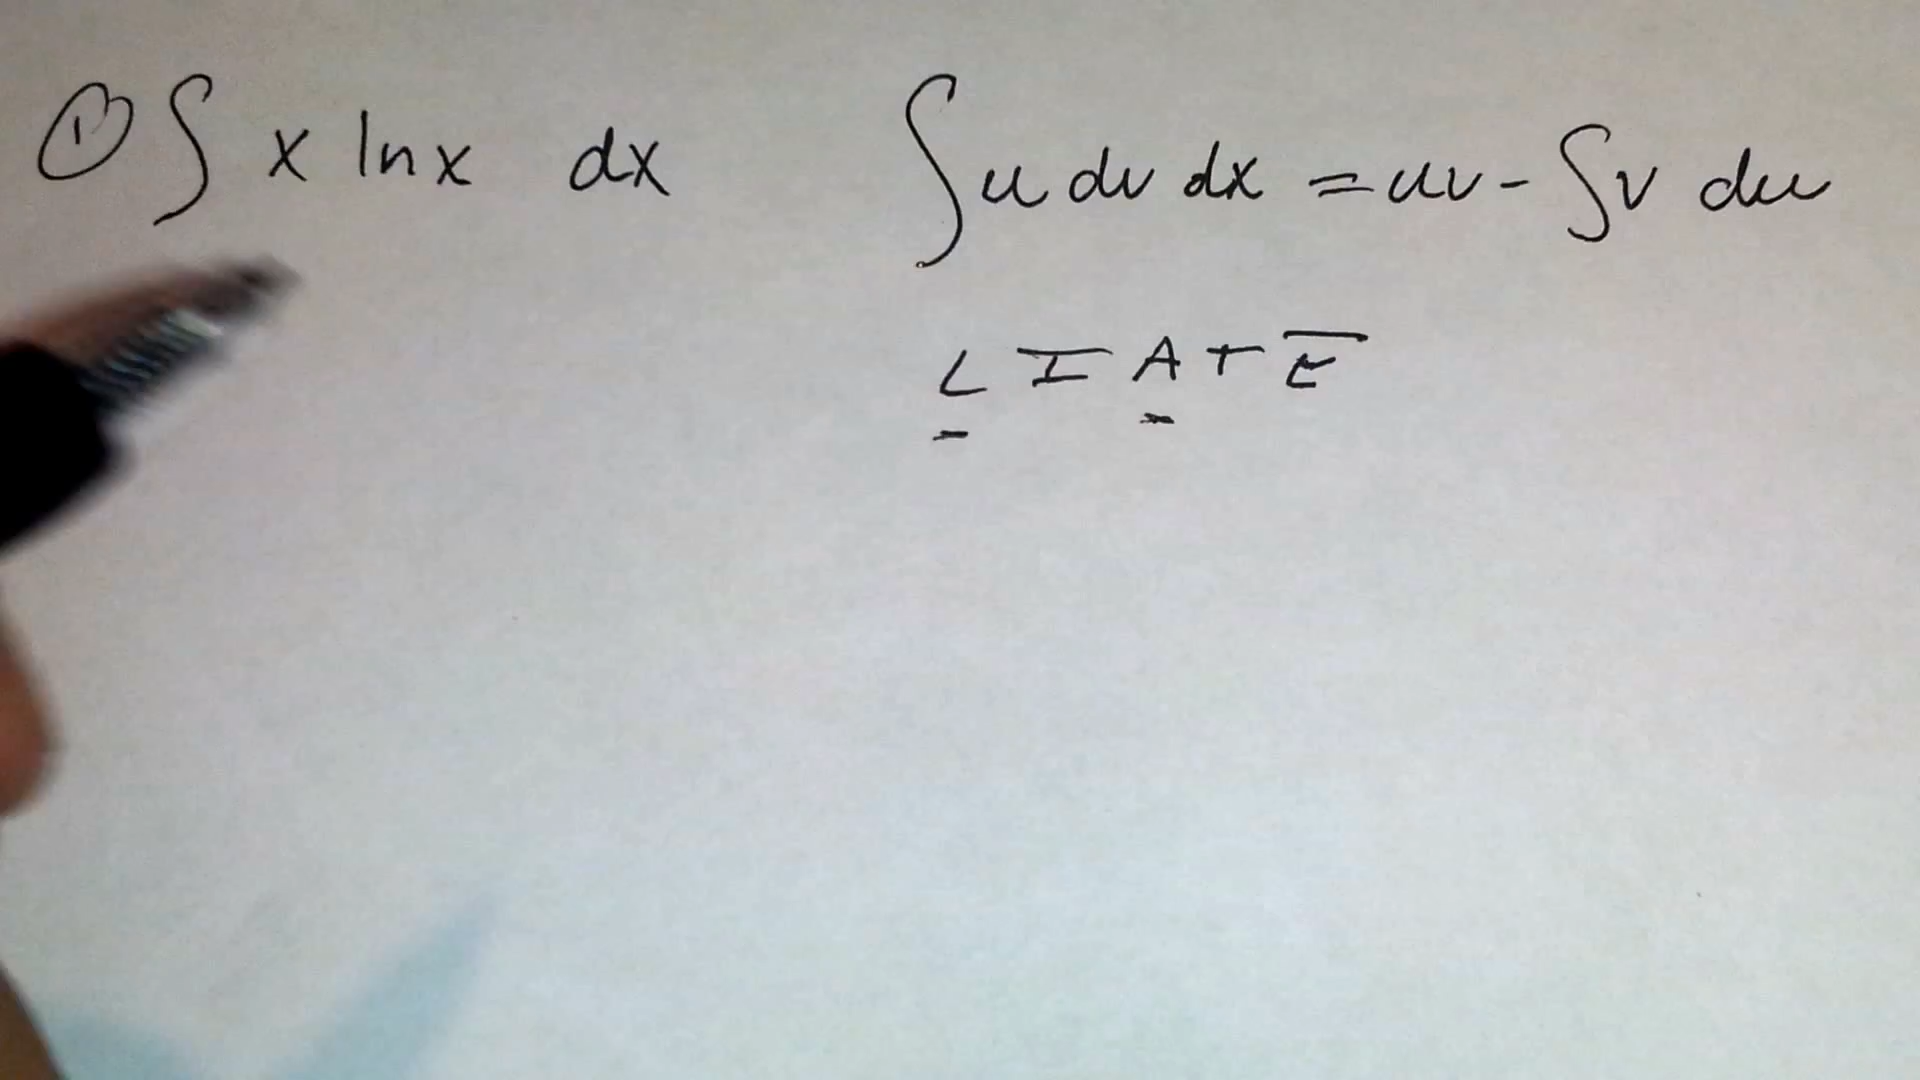 ① ∫ x ln x dx ∫ u dv dx = uv - ∫ v du
L I A T E